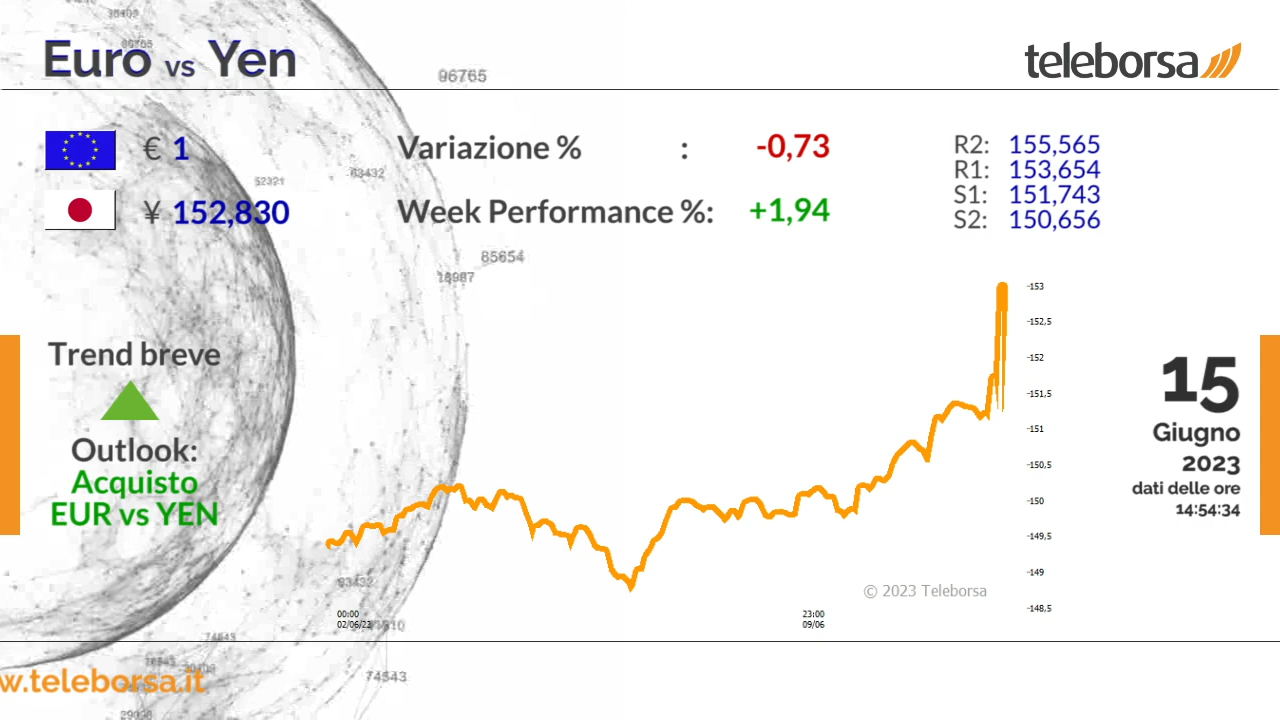 Euro vs Yen
teleborsa
96765
€ 1
¥ 152,830
Variazione % : -0,73
Week Performance %: +1,94
R2: 155,565
R1: 153,654
S1: 151,743
S2: 150,656
63432
85654
Trend breve
Outlook:
Acquisto
EUR vs YEN
-153
-152,5
-152
-151,5
-151
-150,5
-150
-149,5
-149
-148,5
15
Giugno
2023
dati delle ore
14:54:34
© 2023 Teleborsa
00:00
02/06/23
23:00
09/06
74543
w.teleborsa.it
74543